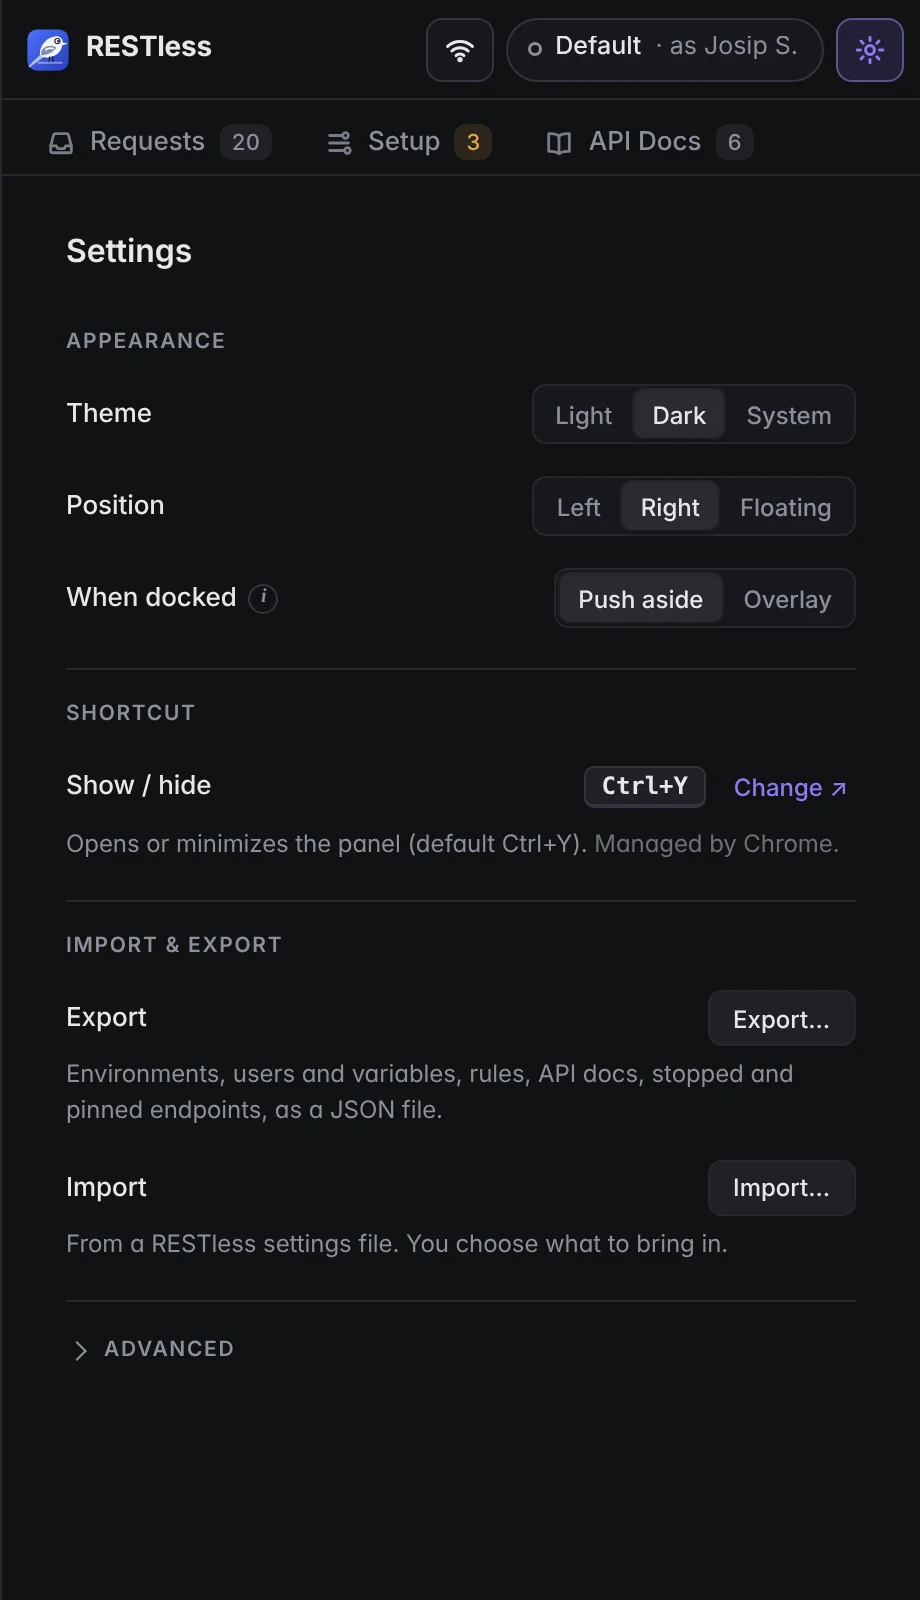 RESTless
Default · as Josip S.
Requests 20 Setup 3 API Docs 6
Settings
APPEARANCE
Theme Light Dark System
Position Left Right Floating
When docked i Push aside Overlay
SHORTCUT
Show / hide Ctrl+Y Change ↗
Opens or minimizes the panel (default Ctrl+Y). Managed by Chrome.
IMPORT & EXPORT
Export Export...
Environments, users and variables, rules, API docs, stopped and
pinned endpoints, as a JSON file.
Import Import...
From a RESTless settings file. You choose what to bring in.
ADVANCED